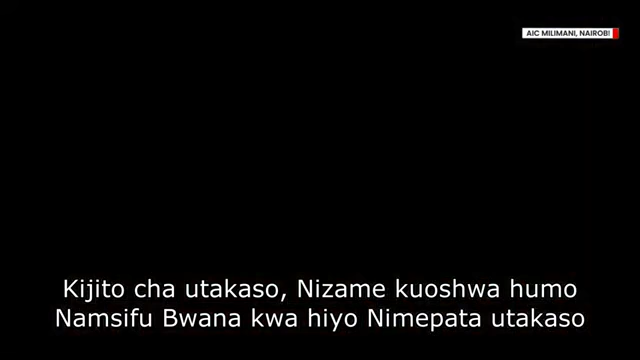 AIC MILIMANI, NAIROBI
Kijito cha utakaso, Nizame kuoshwa humo
Namsifu Bwana kwa hiyo Nimepata utakaso